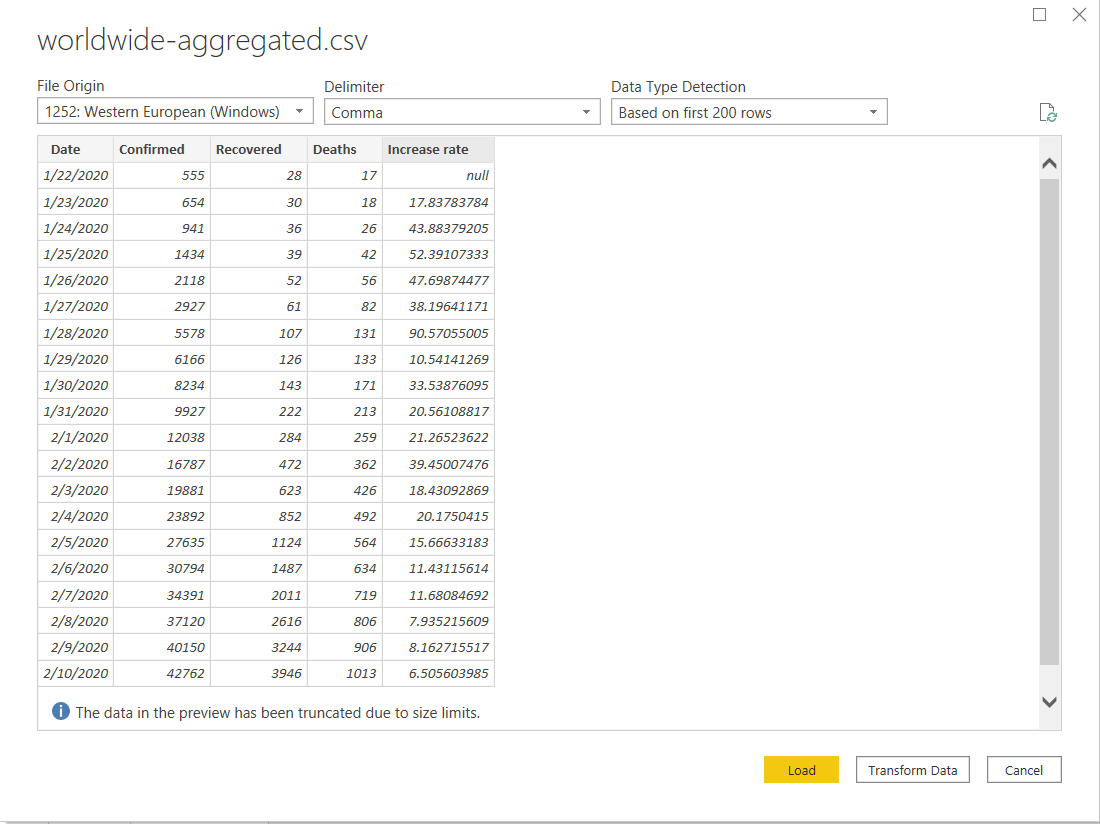 worldwide-aggregated.csv
File Origin Delimiter Data Type Detection
1252: Western European (Windows) Comma Based on first 200 rows
Date Confirmed Recovered Deaths Increase rate
1/22/2020 555 28 17 null
1/23/2020 654 30 18 17.83783784
1/24/2020 941 36 26 43.88379205
1/25/2020 1434 39 42 52.39107333
1/26/2020 2118 52 56 47.69874477
1/27/2020 2927 61 82 38.19641171
1/28/2020 5578 107 131 90.57055005
1/29/2020 6166 126 133 10.54141269
1/30/2020 8234 143 171 33.53876095
1/31/2020 9927 222 213 20.56108817
2/1/2020 12038 284 259 21.26523622
2/2/2020 16787 472 362 39.45007476
2/3/2020 19881 623 426 18.43092869
2/4/2020 23892 852 492 20.1750415
2/5/2020 27635 1124 564 15.66633183
2/6/2020 30794 1487 634 11.43115614
2/7/2020 34391 2011 719 11.68084692
2/8/2020 37120 2616 806 7.935215609
2/9/2020 40150 3244 906 8.162715517
2/10/2020 42762 3946 1013 6.505603985
The data in the preview has been truncated due to size limits.
Load Transform Data Cancel